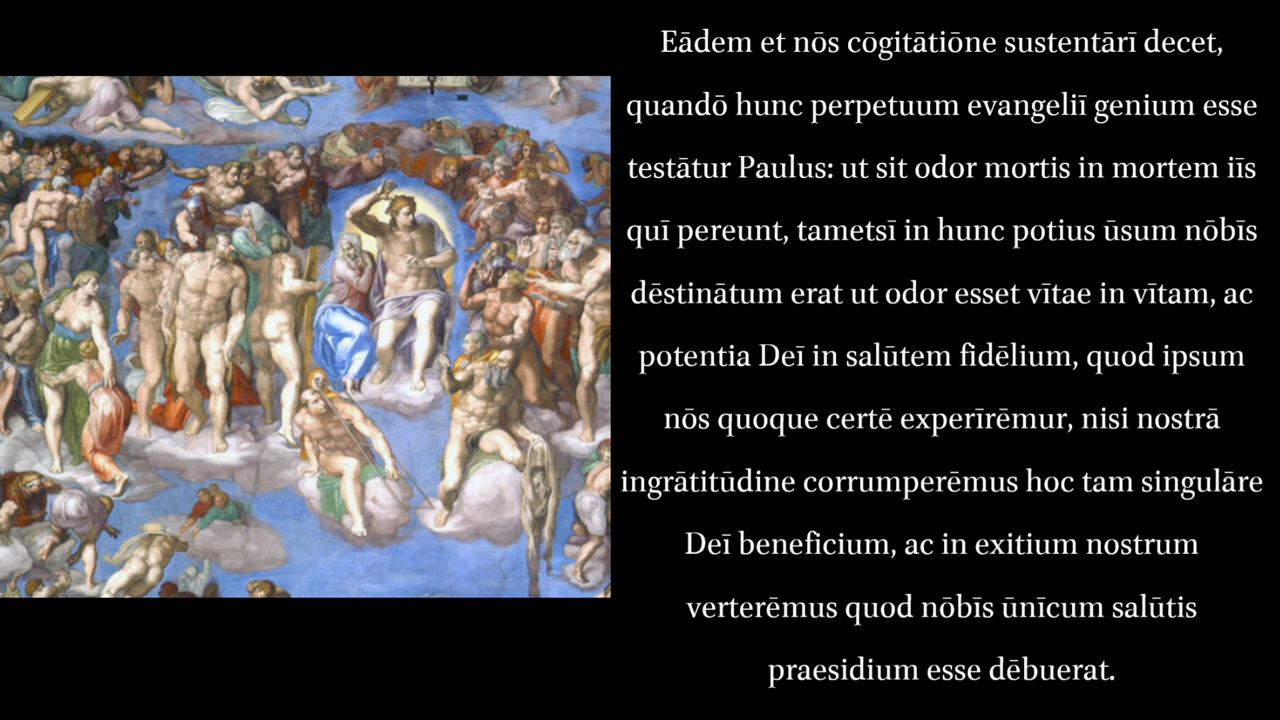 Eādem et nōs cōgitātiōne sustentārī decet,
quandō hunc perpetuum evangeliī genium esse
testātur Paulus: ut sit odor mortis in mortem iīs
quī pereunt, tametsī in hunc potius ūsum nōbīs
dēstinātum erat ut odor esset vītae in vītam, ac
potentia Deī in salūtem fidēlium, quod ipsum
nōs quoque certē experīrēmur, nisi nostrā
ingrātitūdine corrumperēmus hoc tam singulāre
Deī beneficium, ac in exitium nostrum
verterēmus quod nōbīs ūnīcum salūtis
praesidium esse dēbuerat.